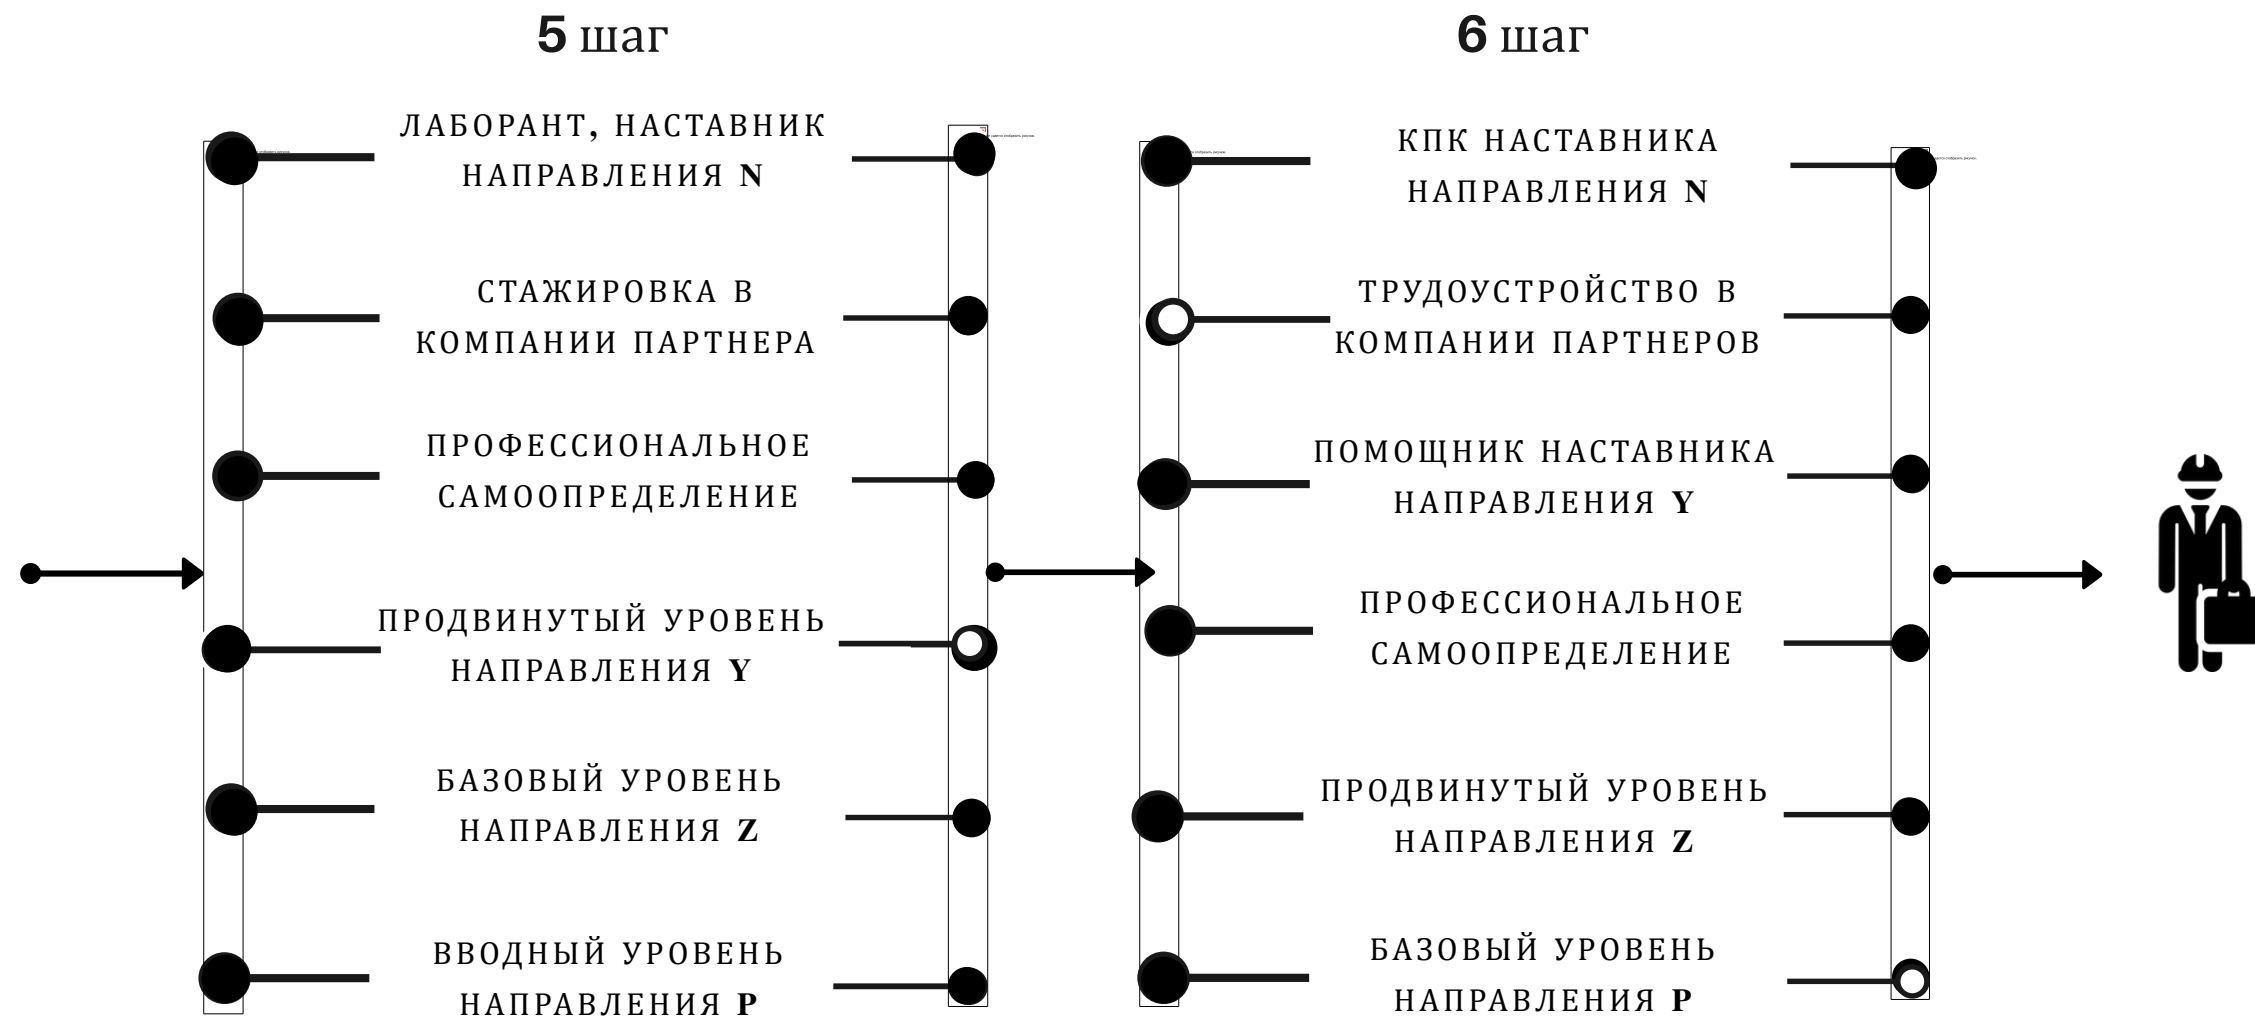 5 шаг
ЛАБОРАНТ, НАСТАВНИК
НАПРАВЛЕНИЯ N
СТАЖИРОВКА В
КОМПАНИИ ПАРТНЕРА
ПРОФЕССИОНАЛЬНОЕ
САМООПРЕДЕЛЕНИЕ
ПРОДВИНУТЫЙ УРОВЕНЬ
НАПРАВЛЕНИЯ Y
БАЗОВЫЙ УРОВЕНЬ
НАПРАВЛЕНИЯ Z
ВВОДНЫЙ УРОВЕНЬ
НАПРАВЛЕНИЯ P
6 шаг
КПК НАСТАВНИКА
НАПРАВЛЕНИЯ N
ТРУДОУСТРОЙСТВО В
КОМПАНИИ ПАРТНЕРОВ
ПОМОЩНИК НАСТАВНИКА
НАПРАВЛЕНИЯ Y
ПРОФЕССИОНАЛЬНОЕ
САМООПРЕДЕЛЕНИЕ
ПРОДВИНУТЫЙ УРОВЕНЬ
НАПРАВЛЕНИЯ Z
БАЗОВЫЙ УРОВЕНЬ
НАПРАВЛЕНИЯ P